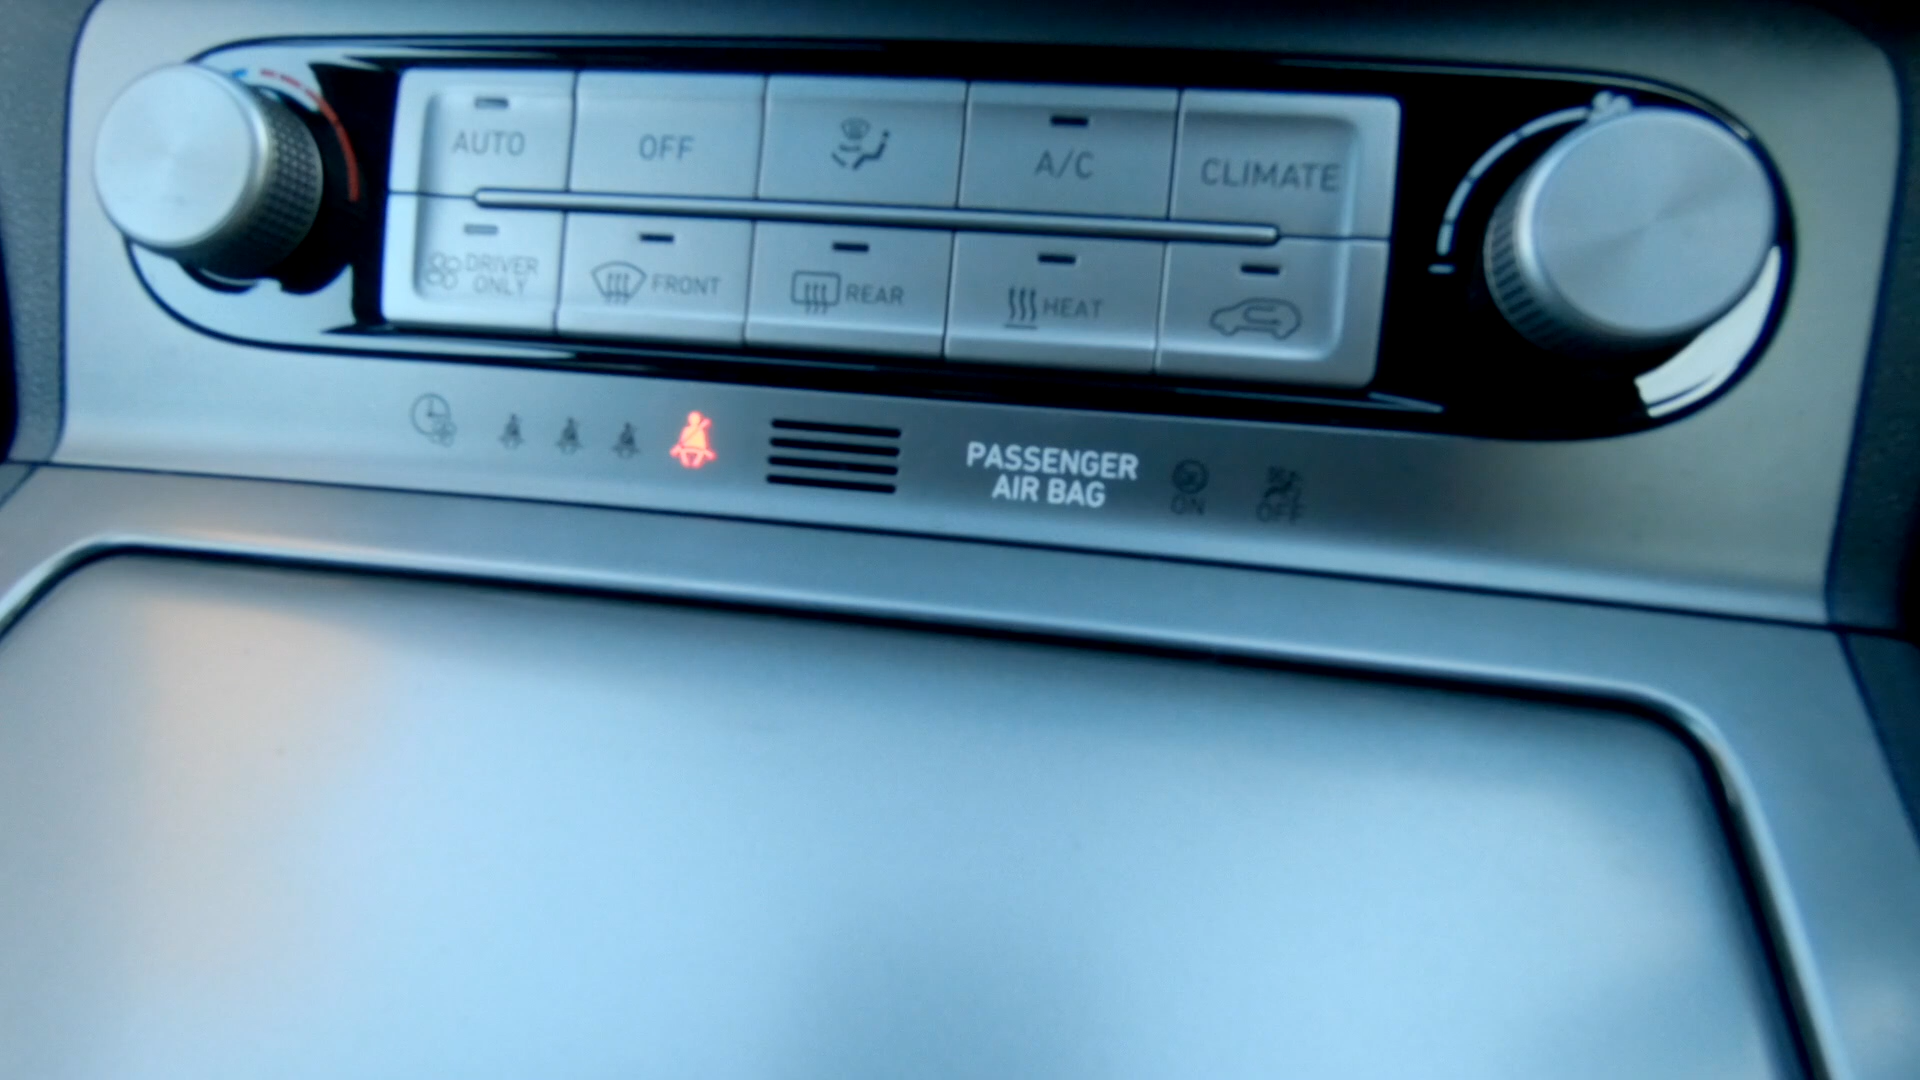 AUTO
OFF
A/C
CLIMATE
DRIVER
ONLY
FRONT
REAR
HEAT
PASSENGER
AIR BAG
ON
OFF